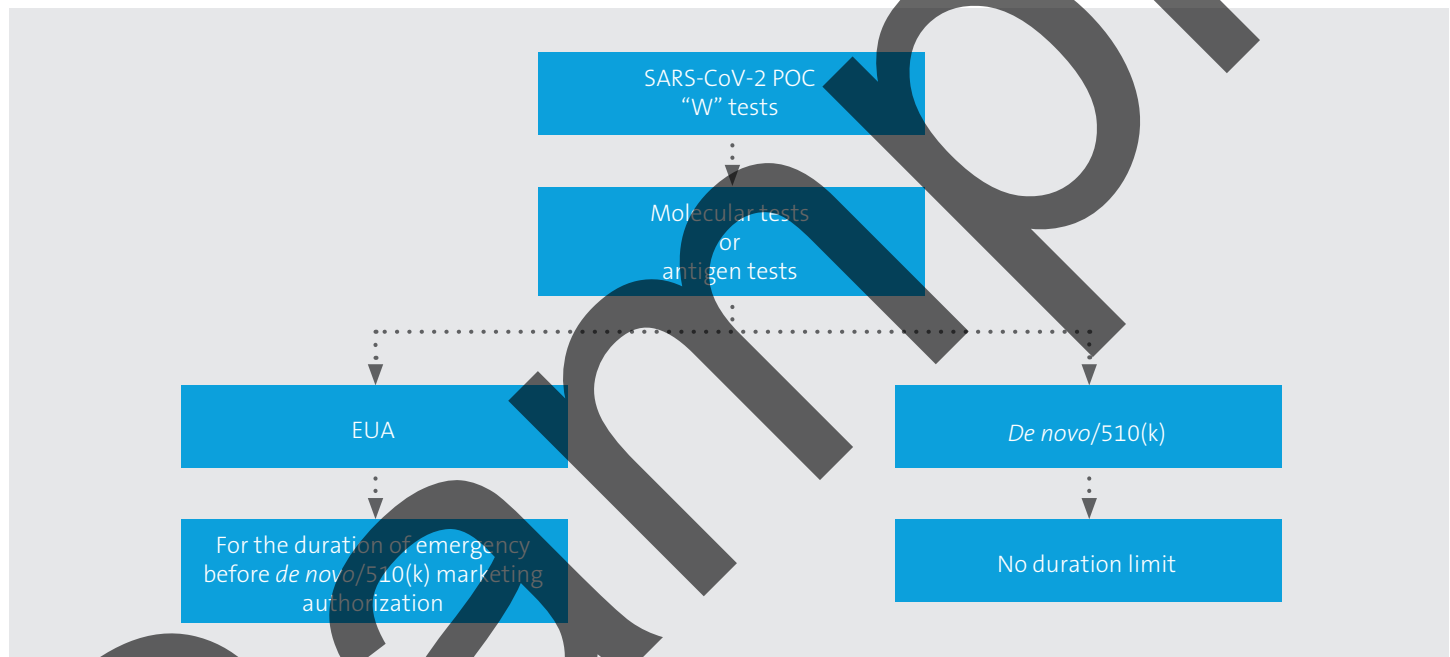 SARS-CoV-2 POC
“W” tests
Molecular tests
or
antigen tests
EUA
De novo/510(k)
For the duration of emergency
before de novo/510(k) marketing
authorization
No duration limit